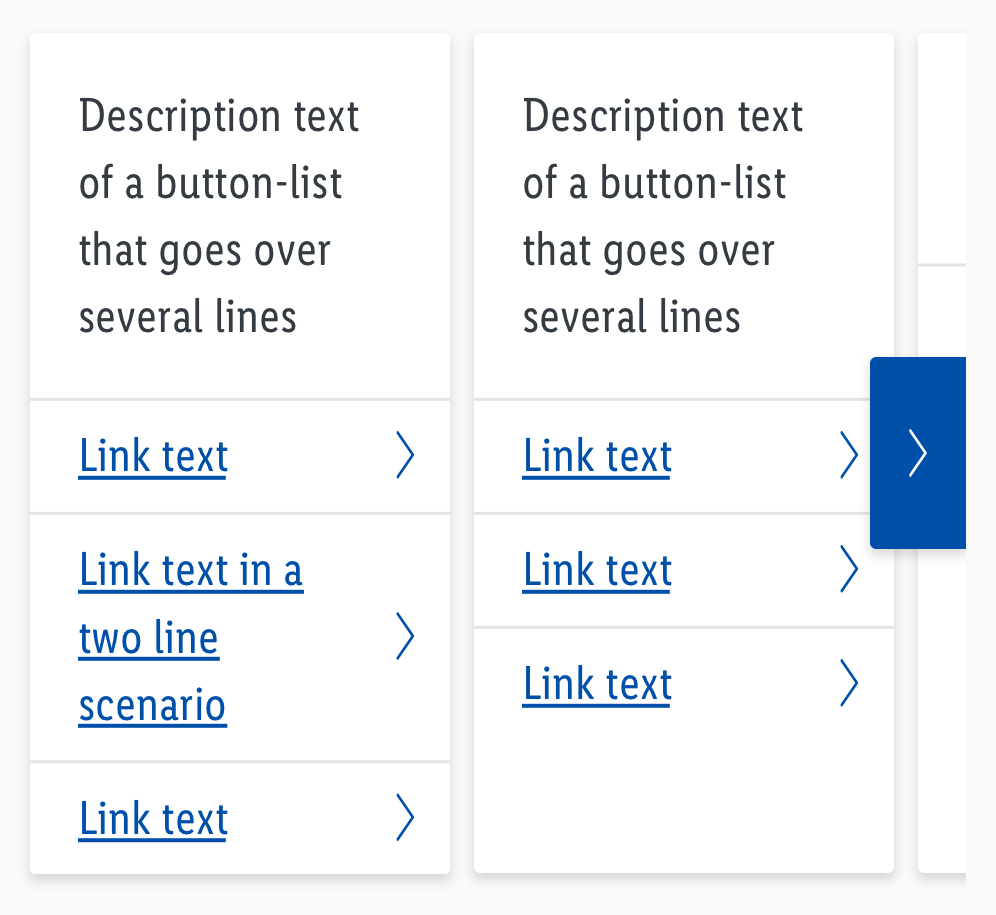 Description text
of a button-list
that goes over
several lines
Link text
Link text in a
two line
scenario
Link text
Description text
of a button-list
that goes over
several lines
Link text
Link text
Link text